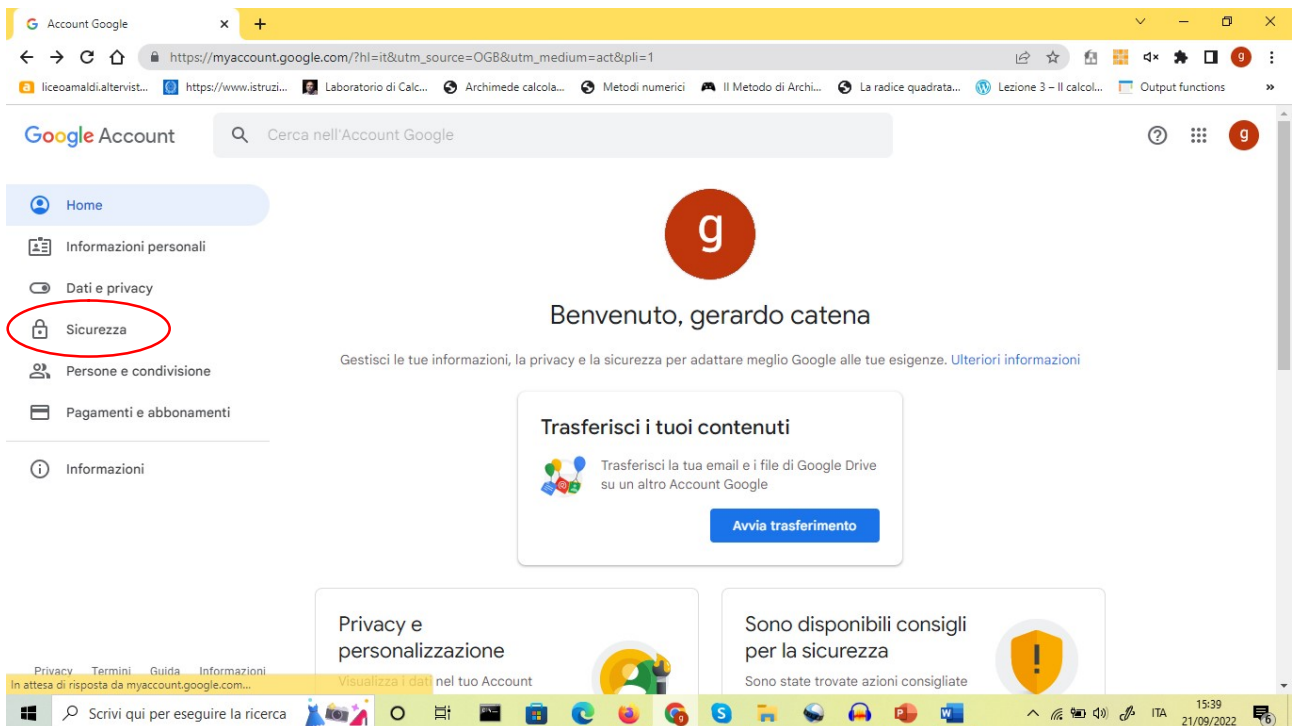 G Account Google
https://myaccount.google.com/?hl=it&utm_source=OGB&utm_medium=act&pli=1
g
liceoamaldi.altervist... https://www.istruzi... Laboratorio di Calc... Archimede calcola... Metodi numerici Il Metodo di Archi... La radice quadrata... Lezione 3 – Il calcol... Output functions »
Google Account
Cerca nell'Account Google
g
Home
Informazioni personali
Dati e privacy
Sicurezza
Persone e condivisione
Pagamenti e abbonamenti
Informazioni
g
Benvenuto, gerardo catena
Gestisci le tue informazioni, la privacy e la sicurezza per adattare meglio Google alle tue esigenze. Ulteriori informazioni
Trasferisci i tuoi contenuti
Trasferisci la tua email e i file di Google Drive
su un altro Account Google
Avvia trasferimento
Privacy e
personalizzazione
Visualizza i dati nel tuo Account
Sono disponibili consigli
per la sicurezza
Sono state trovate azioni consigliate
Privacy Termini Guida Informazioni
In attesa di risposta da myaccount.google.com...
Scrivi qui per eseguire la ricerca
ITA
15:39
21/09/2022